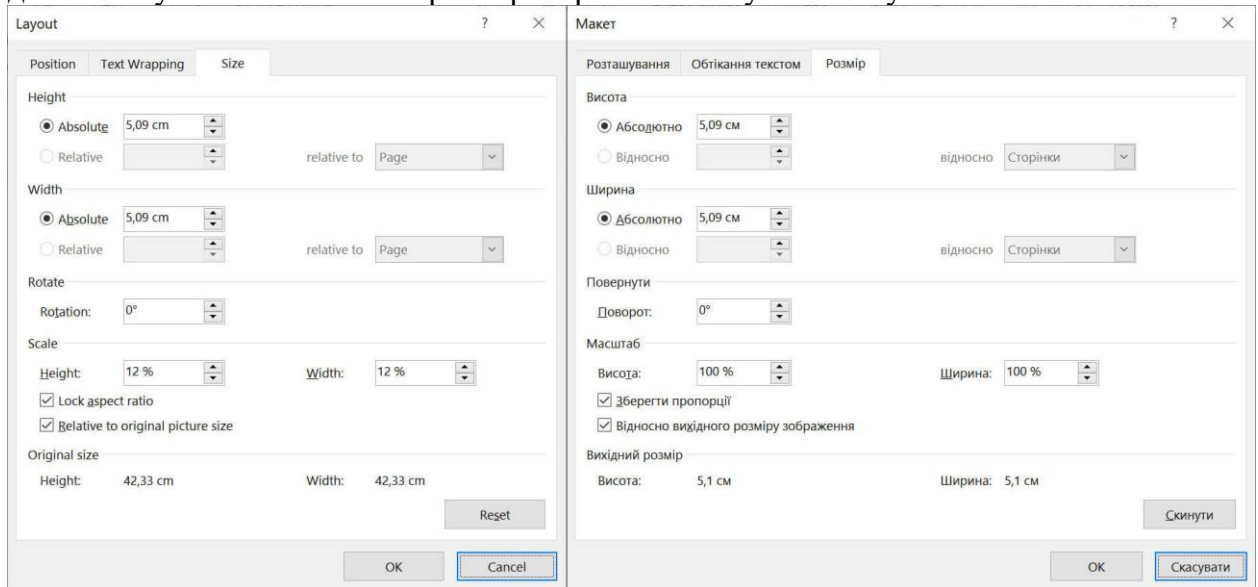 Layout ? ×
Position Text Wrapping Size
Height
Absolute 5,09 cm
Relative relative to Page
Width
Absolute 5,09 cm
Relative relative to Page
Rotate
Rotation: 0°
Scale
Height: 12 % Width: 12 %
Lock aspect ratio
Relative to original picture size
Original size
Height: 42,33 cm Width: 42,33 cm
Reset
OK Cancel
Макет ? ×
Розташування Обтікання текстом Розмір
Висота
Абсолютно 5,09 см
Відносно відносно Сторінки
Ширина
Абсолютно 5,09 см
Відносно відносно Сторінки
Повернути
Поворот: 0°
Масштаб
Висота: 100 % Ширина: 100 %
Зберегти пропорції
Відносно вихідного розміру зображення
Вихідний розмір
Висота: 5,1 см Ширина: 5,1 см
Скинути
OK Скасувати